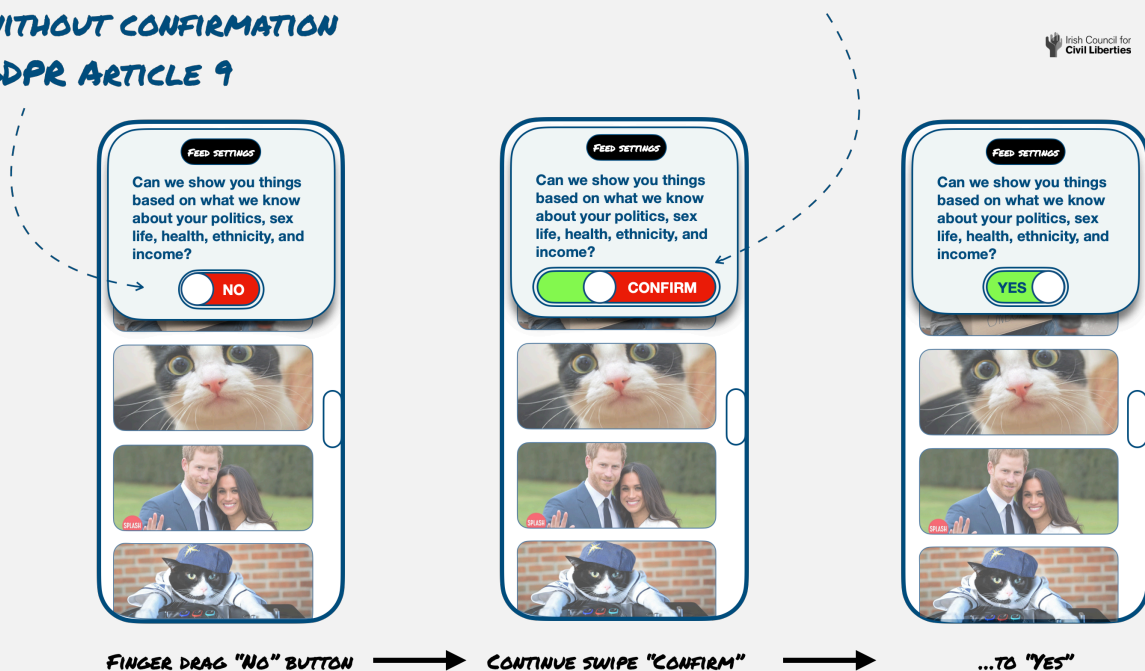 WITHOUT CONFIRMATION
GDPR ARTICLE 9
Irish Council for
Civil Liberties
FEED SETTINGS
Can we show you things
based on what we know
about your politics, sex
life, health, ethnicity, and
income?
NO
SPLASH
FEED SETTINGS
Can we show you things
based on what we know
about your politics, sex
life, health, ethnicity, and
income?
CONFIRM
SPLASH
FEED SETTINGS
Can we show you things
based on what we know
about your politics, sex
life, health, ethnicity, and
income?
YES
SPLASH
FINGER DRAG "NO" BUTTON
CONTINUE SWIPE "CONFIRM"
...TO "YES"